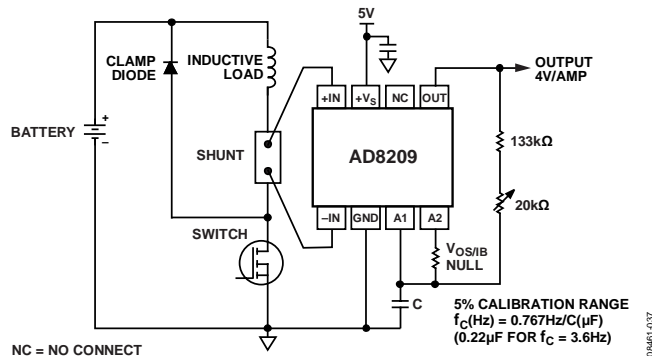 5V
OUTPUT
4V/AMP
CLAMP
DIODE
INDUCTIVE
LOAD
+IN
+VS
NC
OUT
BATTERY
+
–
SHUNT
AD8209
133kΩ
20kΩ
–IN
GND
A1
A2
SWITCH
VOS/IB
NULL
C
5% CALIBRATION RANGE
fC(Hz) = 0.767Hz/C(µF)
(0.22µF FOR fC = 3.6Hz)
NC = NO CONNECT
08461-037